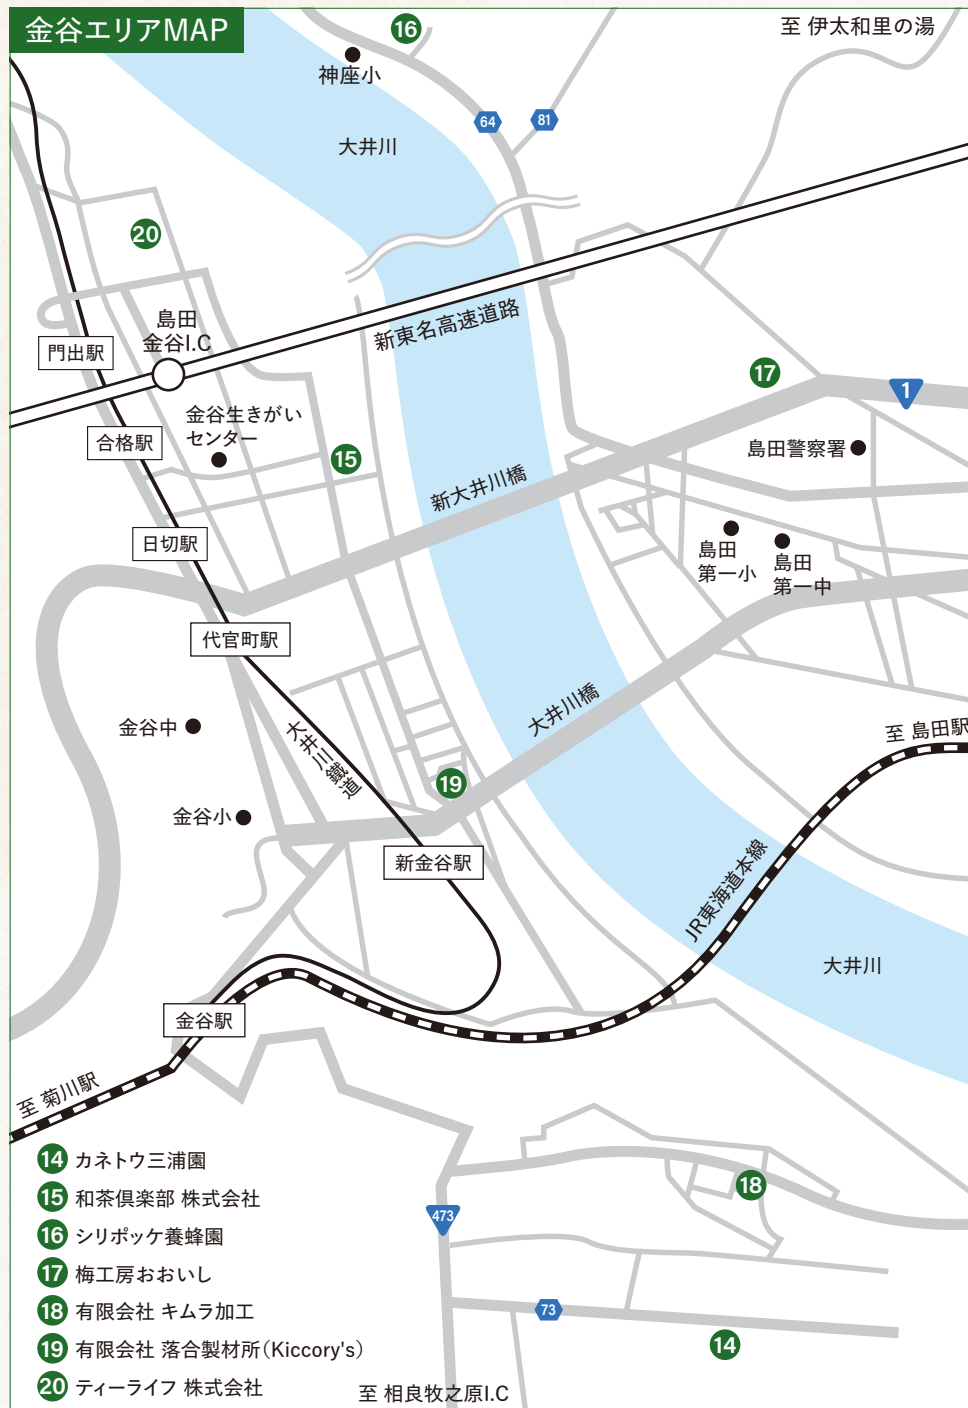 金谷エリアMAP
至 伊太和里の湯
16
神座小
64
81
大井川
20
島田
金谷I.C
新東名高速道路
門出駅
17
1
金谷生きがい
センター
合格駅
島田警察署
15
新大井川橋
日切駅
島田
第一小
島田
第一中
代官町駅
大井川橋
金谷中
大井川鐵道
至 島田駅
19
金谷小
新金谷駅
JR東海道本線
大井川
金谷駅
至 菊川駅
14 カネトウ三浦園
15 和茶倶楽部 株式会社
18
16 シリポッケ養蜂園
473
17 梅工房おおいし
18 有限会社 キムラ加工
73
19 有限会社 落合製材所(Kiccory's)
14
20 ティーライフ 株式会社
至 相良牧之原I.C